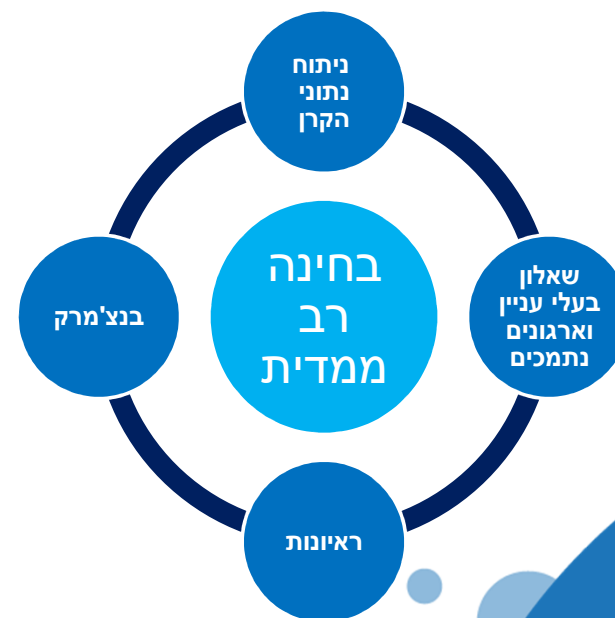 ניתוח
נתוני
הקרן
שאלון
בעלי עניין
וארגונים
נתמכים
בחינה
רב
ממדית
בנצ'מרק
ראיונות